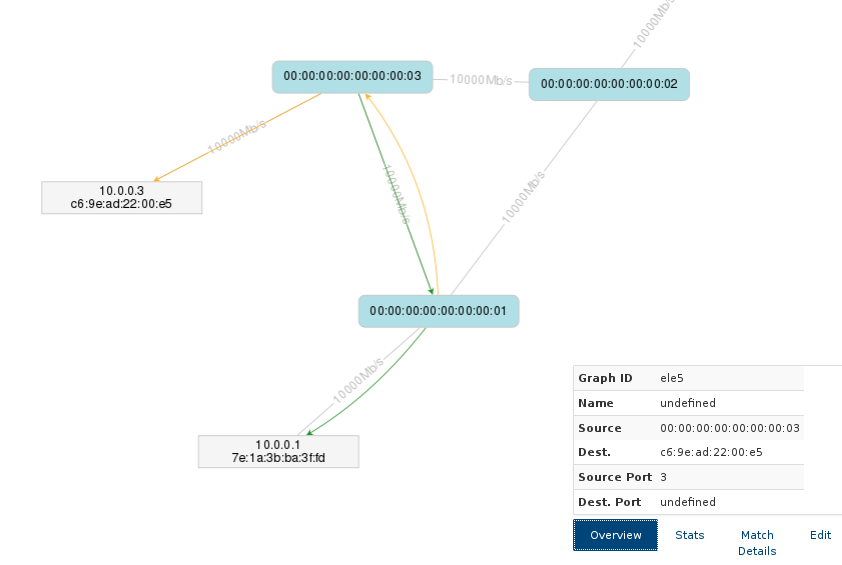 10000Mb/s
00:00:00:00:00:00:00:03
10000Mb/s
00:00:00:00:00:00:00:02
10000Mb/s
10.0.0.3
c6:9e:ad:22:00:e5
10000Mb/s
10000Mb/s
00:00:00:00:00:00:00:01
10000Mb/s
10.0.0.1
7e:1a:3b:ba:3f:fd
Graph ID ele5
Name undefined
Source 00:00:00:00:00:00:00:03
Dest. c6:9e:ad:22:00:e5
Source Port 3
Dest. Port undefined
Overview Stats Match Edit
Details